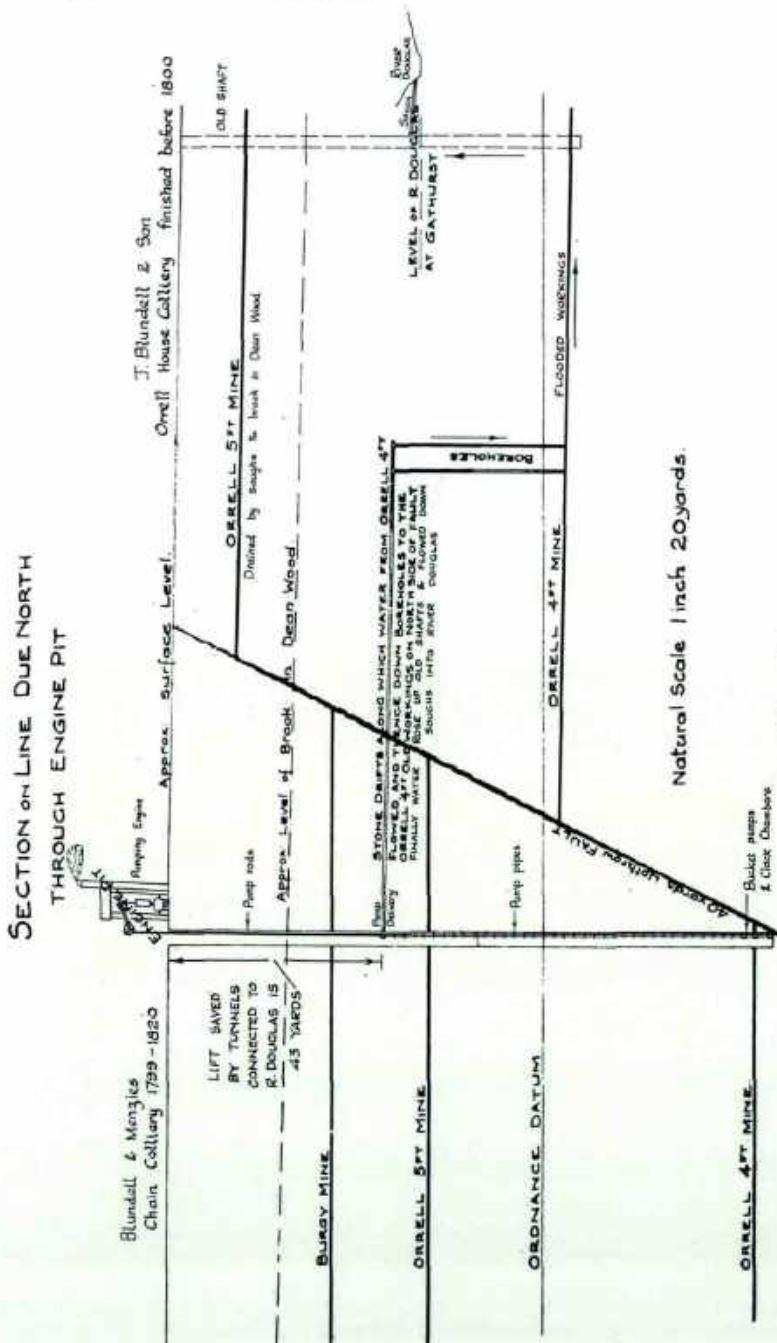 SECTION ON LINE DUE NORTH
THROUGH ENGINE PIT
Blundell & Menzies
Chain Colliery 1799-1820
J. Blundell & Son
Orrell House Colliery finished before 1800
Pumping Engine
ENGINE PIT
Approx Surface Level.
OLD SHAFT
LIFT SAVED
BY TUNNELS
CONNECTED TO
R. DOUGLAS IS
43 YARDS
Pump rods
ORRELL 5FT MINE
Drained by Soughs to brook in Dean Wood
Approx Level of Brook in Dean Wood
BURGY MINE
Pump
Delivery
STONE DRIFTS ALONG WHICH WATER FROM ORRELL 4FT
FLOWED AND THENCE DOWN BOREHOLES TO THE
ORRELL 4FT OLD WORKINGS ON NORTH SIDE OF FAULT
FINALLY WATER ROSE UP OLD SHAFTS & FLOWED DOWN
SOUGHS INTO RIVER DOUGLAS
Sough
RIVER
DOUGLAS
LEVEL OF R DOUGLAS
AT GATHURST
ORRELL 5FT MINE
BOREHOLES
Pump pipes
ORDNANCE DATUM
ORRELL 4FT MINE
FLOODED WORKINGS
40 yards Upthrow FAULT
ORRELL 4FT MINE
Bucket pumps
& Clack Chambers
Natural Scale 1 inch 20 yards.